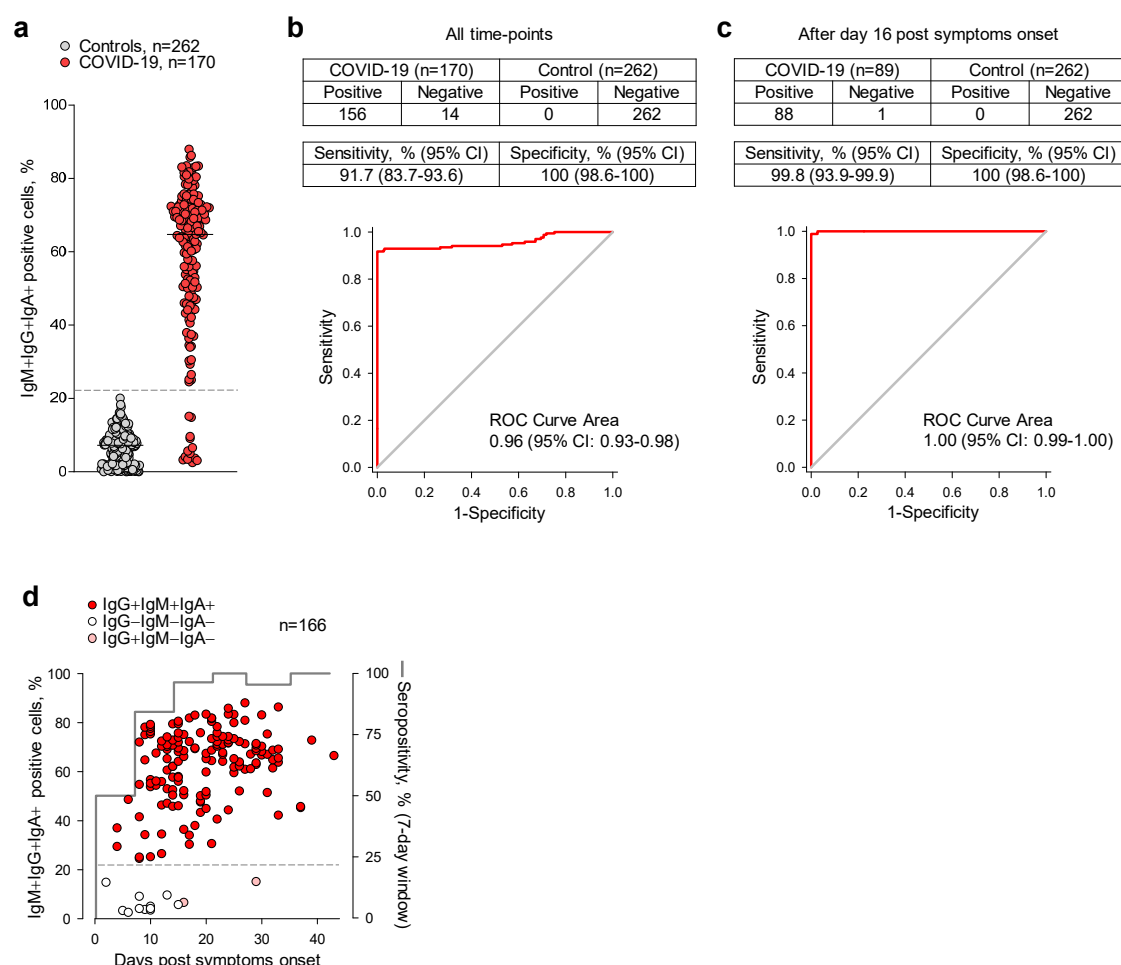 a
Controls, n=262
COVID-19, n=170
IgM+IgG+IgA+ positive cells, %
100
80
60
40
20
0
b
All time-points
COVID-19 (n=170) Control (n=262)
Positive Negative Positive Negative
156 14 0 262
Sensitivity, % (95% CI) Specificity, % (95% CI)
91.7 (83.7-93.6) 100 (98.6-100)
Sensitivity
1.0
0.8
0.6
0.4
0.2
0.0
ROC Curve Area
0.96 (95% CI: 0.93-0.98)
0.0 0.2 0.4 0.6 0.8 1.0
1-Specificity
c
After day 16 post symptoms onset
COVID-19 (n=89) Control (n=262)
Positive Negative Positive Negative
88 1 0 262
Sensitivity, % (95% CI) Specificity, % (95% CI)
99.8 (93.9-99.9) 100 (98.6-100)
Sensitivity
1.0
0.8
0.6
0.4
0.2
0.0
ROC Curve Area
1.00 (95% CI: 0.99-1.00)
0.0 0.2 0.4 0.6 0.8 1.0
1-Specificity
d
IgG+IgM+IgA+
IgG−IgM−IgA−
IgG+IgM−IgA−
n=166
IgM+IgG+IgA+ positive cells, %
100
80
60
40
20
0
100
75
50
25
0
Seropositivity, % (7-day window)
0 10 20 30 40
Days post symptoms onset